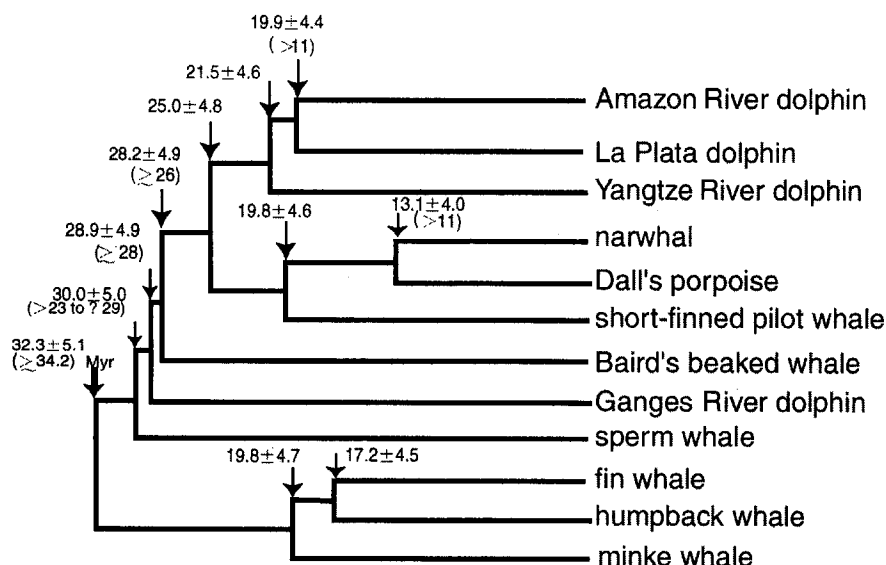 19.9±4.4
(>11)
21.5±4.6
25.0±4.8
Amazon River dolphin
La Plata dolphin
28.2±4.9
(≳26)
Yangtze River dolphin
19.8±4.6
13.1±4.0
(>11)
28.9±4.9
(≳28)
narwhal
Dall's porpoise
30.0±5.0
(>23 to ? 29)
short-finned pilot whale
32.3±5.1
(≳34.2) Myr
Baird's beaked whale
Ganges River dolphin
sperm whale
19.8±4.7
17.2±4.5
fin whale
humpback whale
minke whale